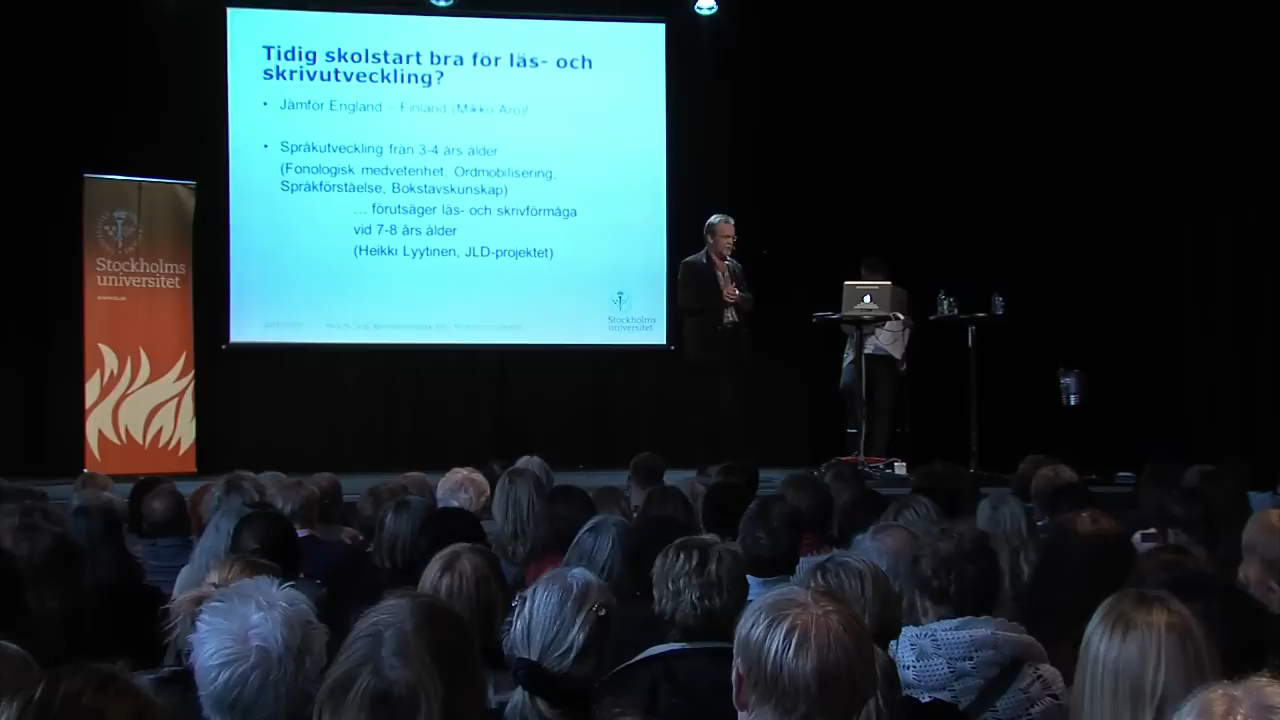 Tidig skolstart bra för läs- och
skrivutveckling?
• Jämför England – Finland (Mikko Aro)!
• Språkutveckling från 3-4 års ålder
(Fonologisk medvetenhet, Ordmobilisering,
Språkförståelse, Bokstavskunskap)
... förutsäger läs- och skrivförmåga
vid 7-8 års ålder
(Heikki Lyytinen, JLD-projektet)
Stockholms
universitet
Stockholms
universitet